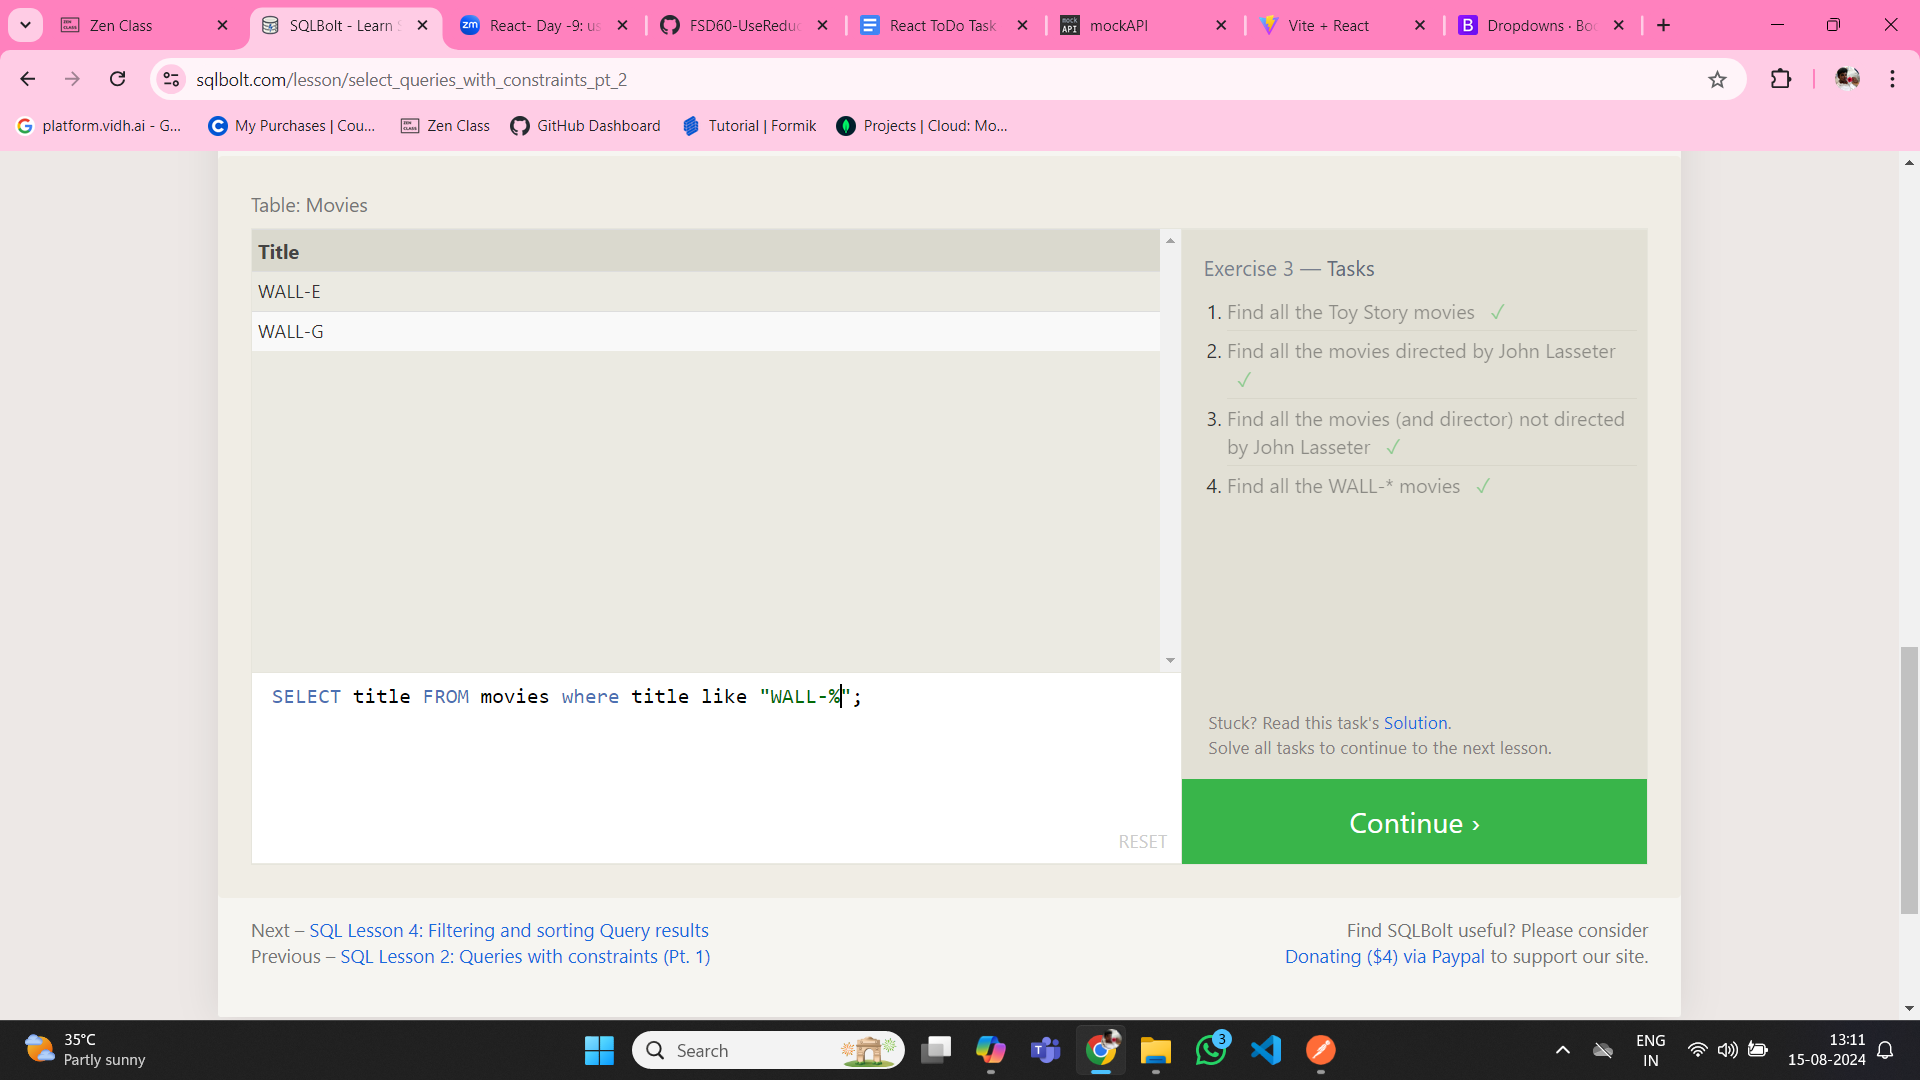 Zen Class
SQLBolt - Learn S
React- Day -9: us
FSD60-UseReduc
React ToDo Task
mockAPI
Vite + React
Dropdowns · Boo
sqlbolt.com/lesson/select_queries_with_constraints_pt_2
platform.vidh.ai - G...
My Purchases | Cou...
Zen Class
GitHub Dashboard
Tutorial | Formik
Projects | Cloud: Mo...
Table: Movies
Title
WALL-E
WALL-G
SELECT title FROM movies where title like "WALL-%";
RESET
Exercise 3 — Tasks
1. Find all the Toy Story movies ✓
2. Find all the movies directed by John Lasseter
✓
3. Find all the movies (and director) not directed
by John Lasseter ✓
4. Find all the WALL-* movies ✓
Stuck? Read this task's Solution.
Solve all tasks to continue to the next lesson.
Continue ›
Next – SQL Lesson 4: Filtering and sorting Query results
Previous – SQL Lesson 2: Queries with constraints (Pt. 1)
Find SQLBolt useful? Please consider
Donating ($4) via Paypal to support our site.
35°C
Partly sunny
Search
3
ENG
IN
13:11
15-08-2024